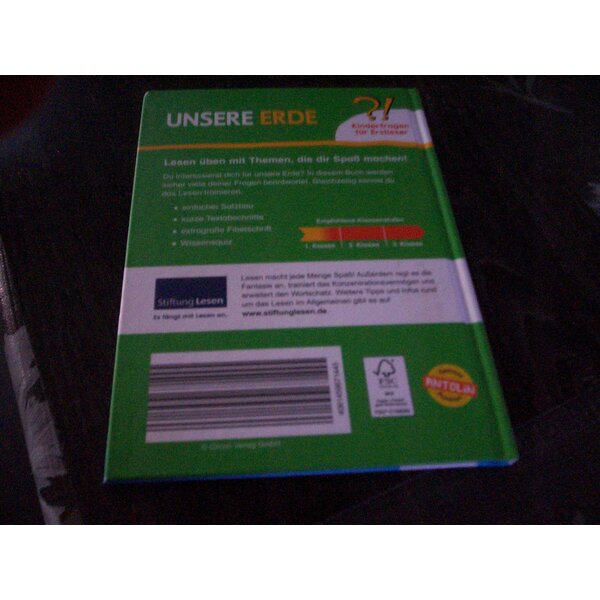 UNSERE ERDE
?!
Kinderfragen
für Erstleser
Lesen üben mit Themen, die dir Spaß machen!
Du interessierst dich für unsere Erde? In diesem Buch werden
sicher viele deiner Fragen beantwortet. Gleichzeitig kannst du
das Lesen trainieren.
• einfacher Satzbau
• kurze Textabschnitte
• extragroße Fibelschrift
• Wissensquiz
Empfohlene Klassenstufen
1. Klasse 2. Klasse 3. Klasse
Stiftung Lesen
Es fängt mit Lesen an.
Lesen macht jede Menge Spaß! Außerdem regt es die
Fantasie an, trainiert das Konzentrationsvermögen und
erweitert den Wortschatz. Weitere Tipps und Infos rund
um das Lesen im Allgemeinen gibt es auf
www.stiftunglesen.de
FSC
ANTOLIN
Verlag GmbH